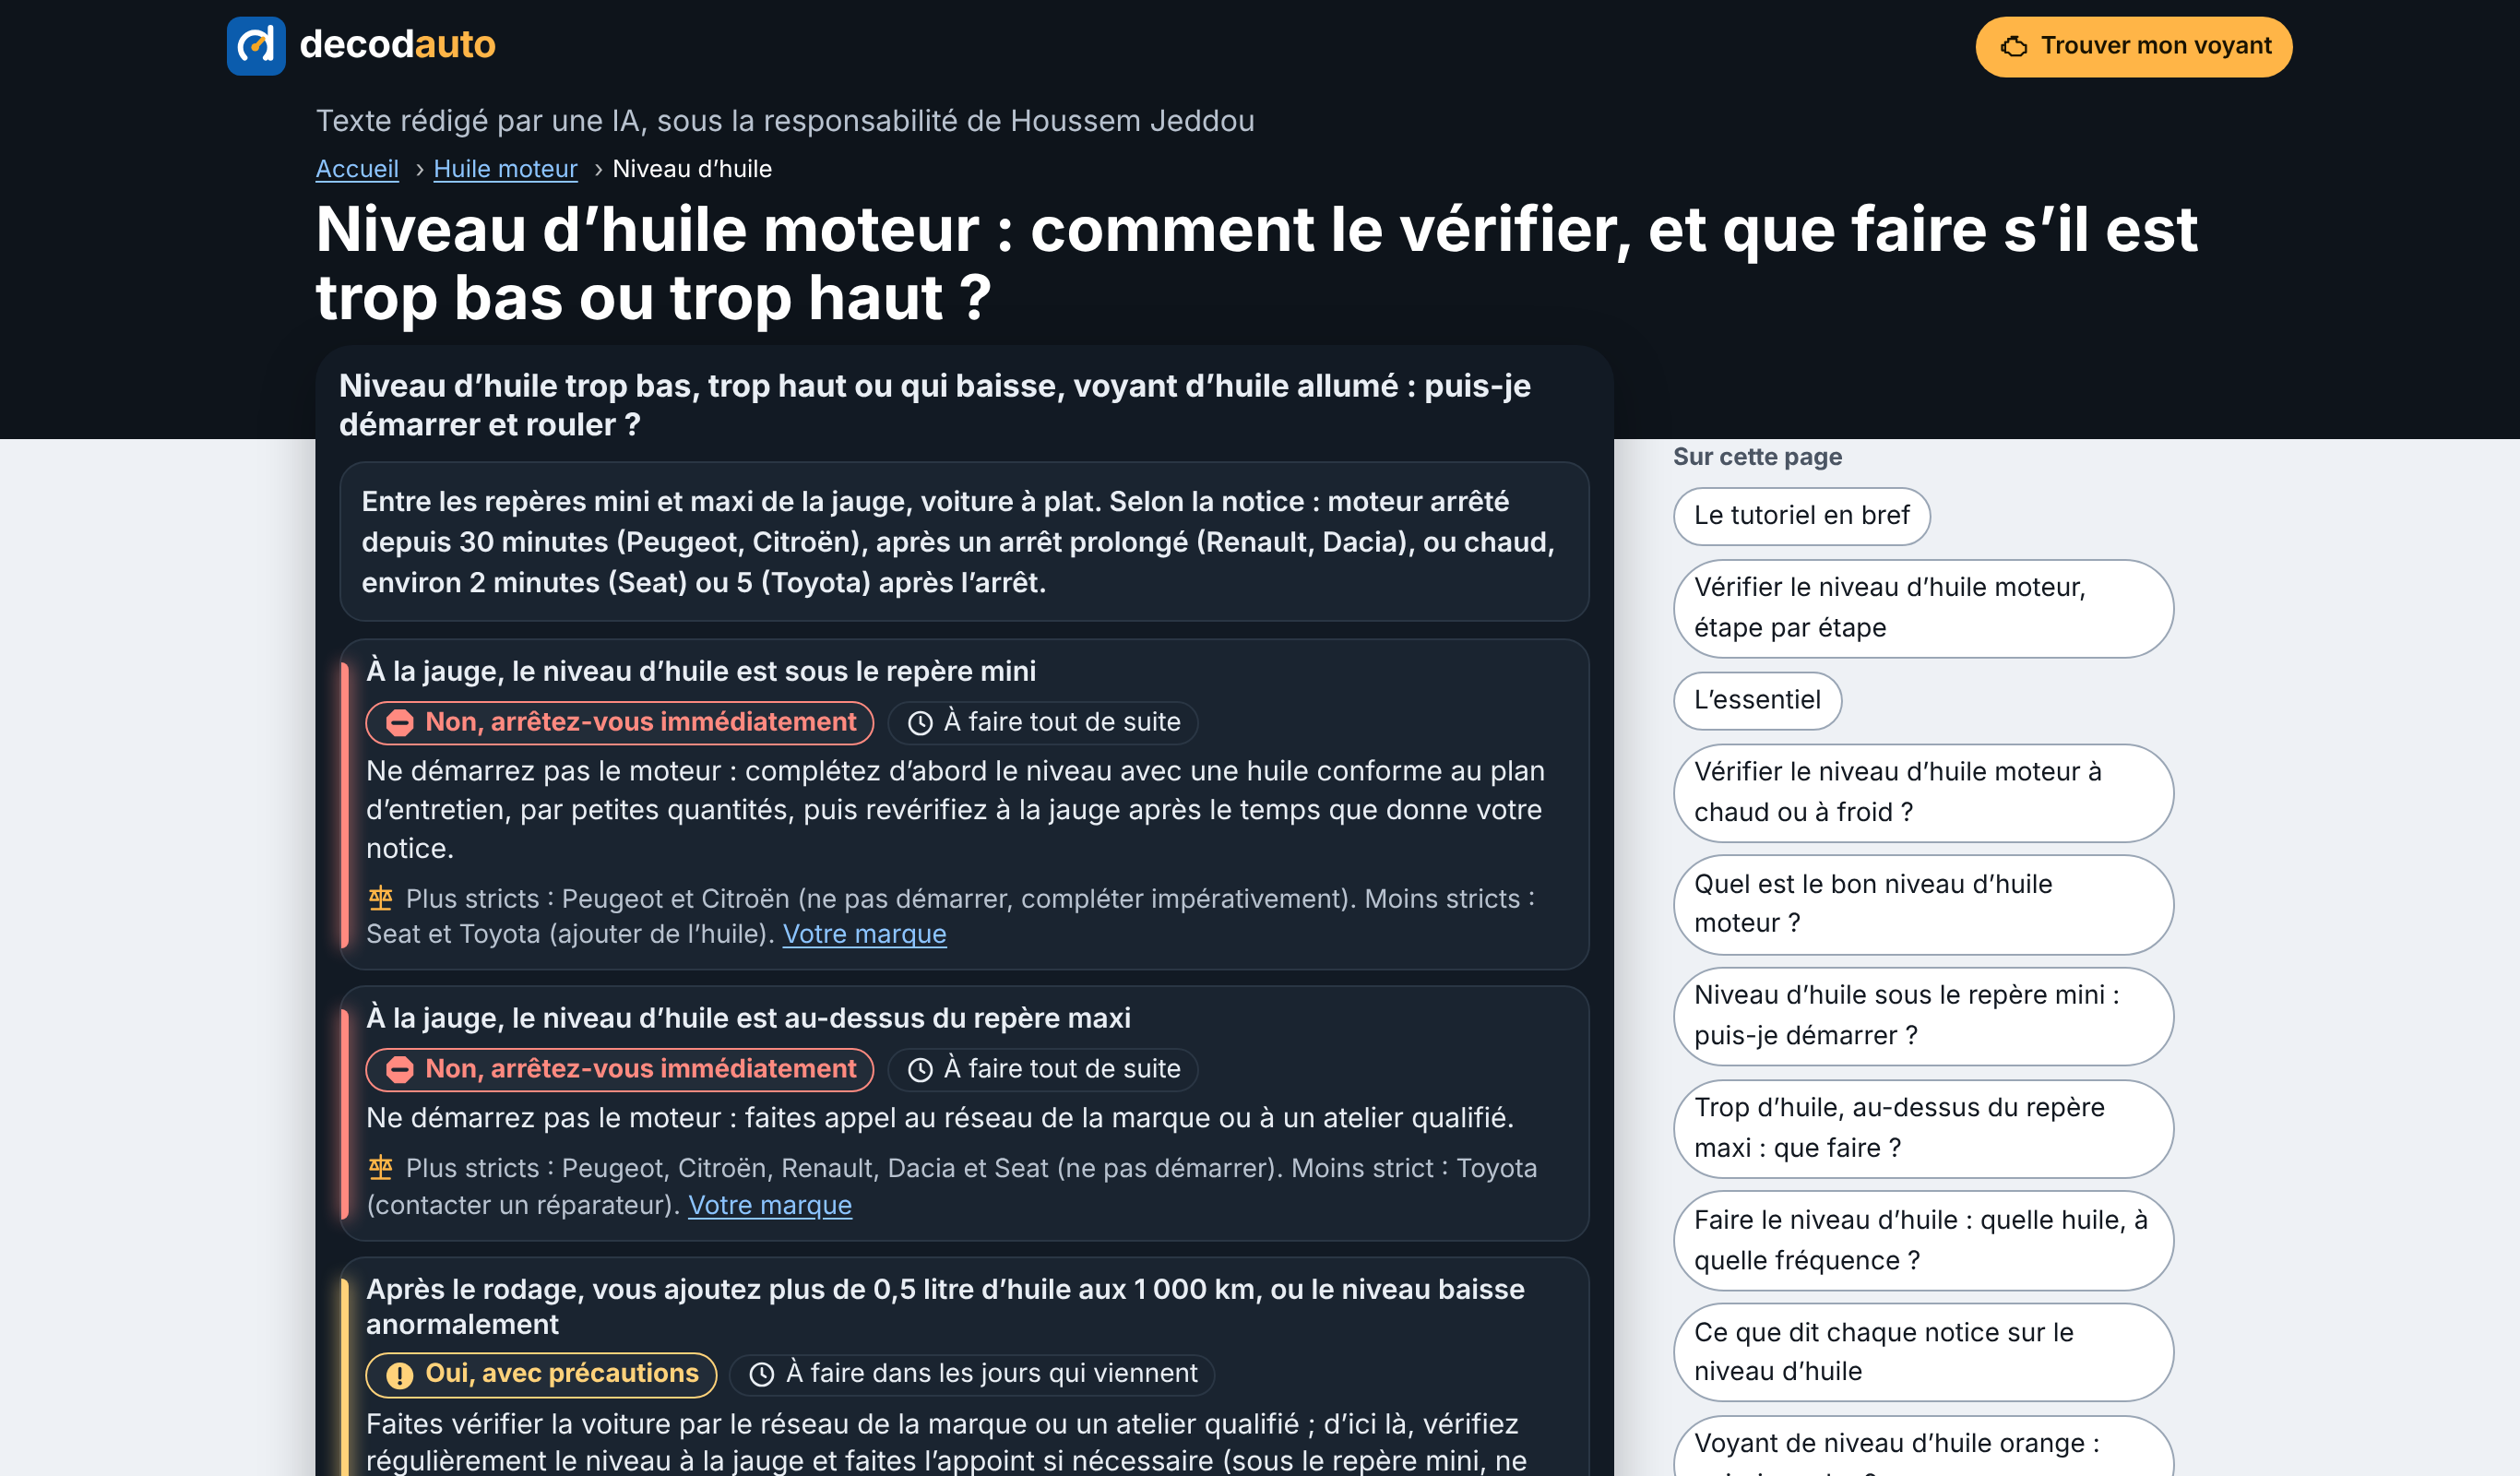 decodauto
Trouver mon voyant
Texte rédigé par une IA, sous la responsabilité de Houssem Jeddou
Accueil › Huile moteur › Niveau d’huile
Niveau d’huile moteur : comment le vérifier, et que faire s’il est
trop bas ou trop haut ?
Niveau d’huile trop bas, trop haut ou qui baisse, voyant d’huile allumé : puis-je
démarrer et rouler ?
Entre les repères mini et maxi de la jauge, voiture à plat. Selon la notice : moteur arrêté
depuis 30 minutes (Peugeot, Citroën), après un arrêt prolongé (Renault, Dacia), ou chaud,
environ 2 minutes (Seat) ou 5 (Toyota) après l’arrêt.
À la jauge, le niveau d’huile est sous le repère mini
Non, arrêtez-vous immédiatement
À faire tout de suite
Ne démarrez pas le moteur : complétez d’abord le niveau avec une huile conforme au plan
d’entretien, par petites quantités, puis revérifiez à la jauge après le temps que donne votre
notice.
Plus stricts : Peugeot et Citroën (ne pas démarrer, compléter impérativement). Moins stricts :
Seat et Toyota (ajouter de l’huile). Votre marque
À la jauge, le niveau d’huile est au-dessus du repère maxi
Non, arrêtez-vous immédiatement
À faire tout de suite
Ne démarrez pas le moteur : faites appel au réseau de la marque ou à un atelier qualifié.
Plus stricts : Peugeot, Citroën, Renault, Dacia et Seat (ne pas démarrer). Moins strict : Toyota
(contacter un réparateur). Votre marque
Après le rodage, vous ajoutez plus de 0,5 litre d’huile aux 1 000 km, ou le niveau baisse
anormalement
Oui, avec précautions
À faire dans les jours qui viennent
Faites vérifier la voiture par le réseau de la marque ou un atelier qualifié ; d’ici là, vérifiez
régulièrement le niveau à la jauge et faites l’appoint si nécessaire (sous le repère mini, ne
Sur cette page
Le tutoriel en bref
Vérifier le niveau d’huile moteur,
étape par étape
L’essentiel
Vérifier le niveau d’huile moteur à
chaud ou à froid ?
Quel est le bon niveau d’huile
moteur ?
Niveau d’huile sous le repère mini :
puis-je démarrer ?
Trop d’huile, au-dessus du repère
maxi : que faire ?
Faire le niveau d’huile : quelle huile, à
quelle fréquence ?
Ce que dit chaque notice sur le
niveau d’huile
Voyant de niveau d’huile orange :